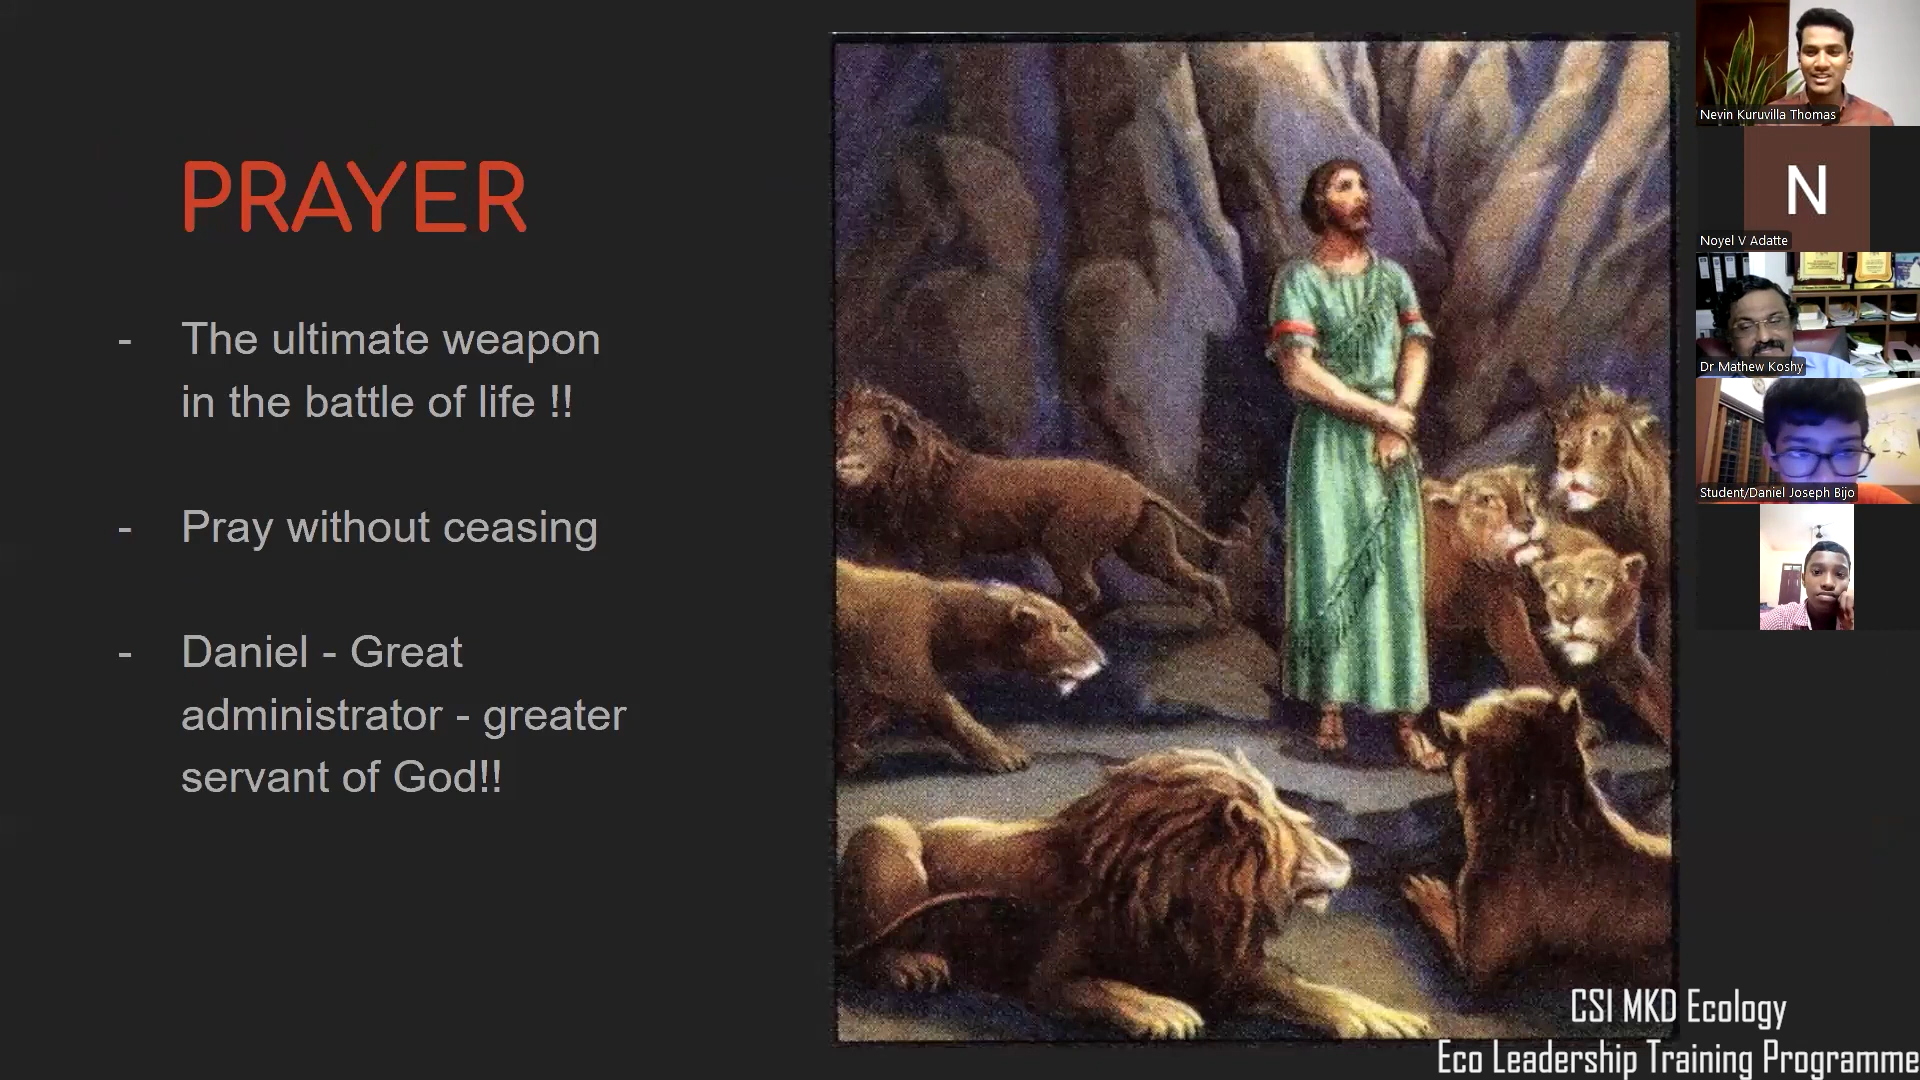 PRAYER
- The ultimate weapon
in the battle of life !!
- Pray without ceasing
- Daniel - Great
administrator - greater
servant of God!!
Nevin Kuruvilla Thomas
N
Noyel V Adatte
Dr Mathew Koshy
Student/Daniel Joseph Bijo
CSI MKD Ecology
Eco Leadership Training Programme